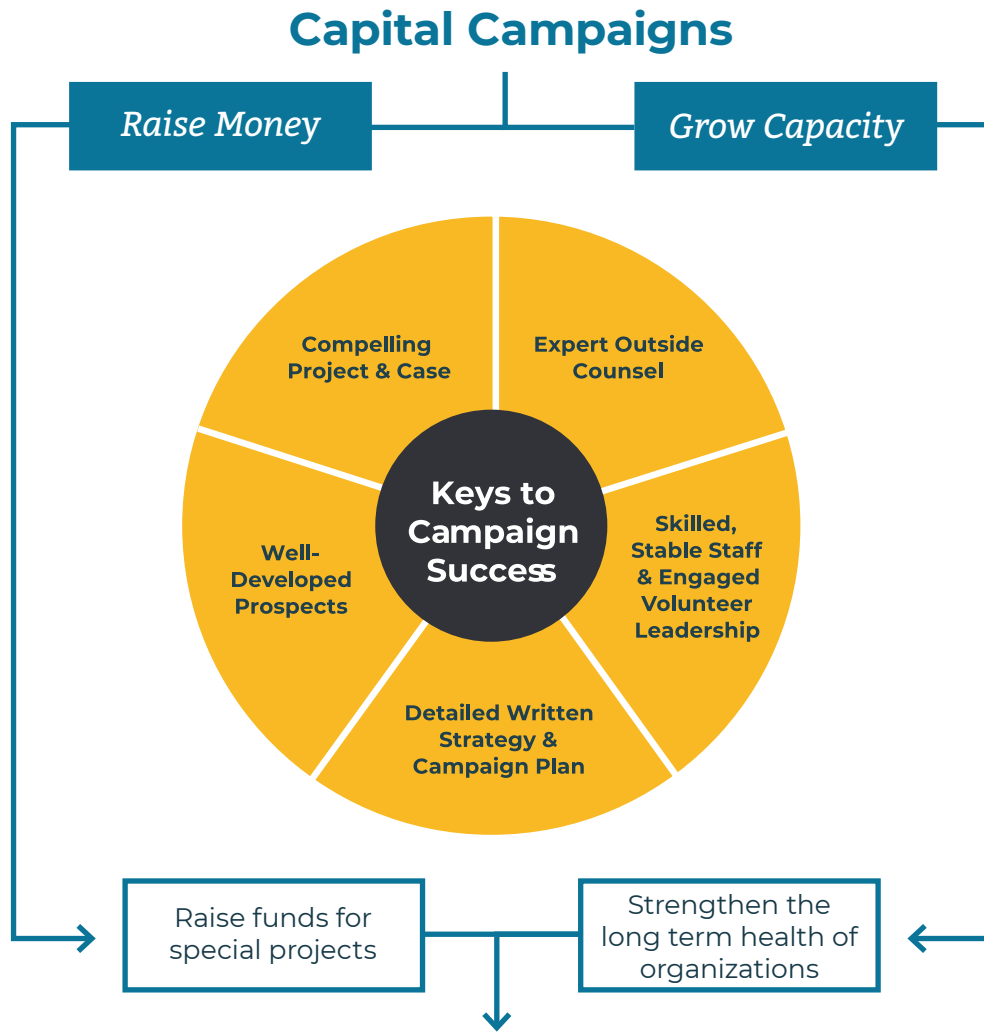 Capital Campaigns
Raise Money
Grow Capacity
Compelling
Project & Case
Expert Outside
Counsel
Keys to
Campaign
Success
Well-
Developed
Prospects
Skilled,
Stable Staff
& Engaged
Volunteer
Leadership
Detailed Written
Strategy &
Campaign Plan
Raise funds for
special projects
Strengthen the
long term health of
organizations